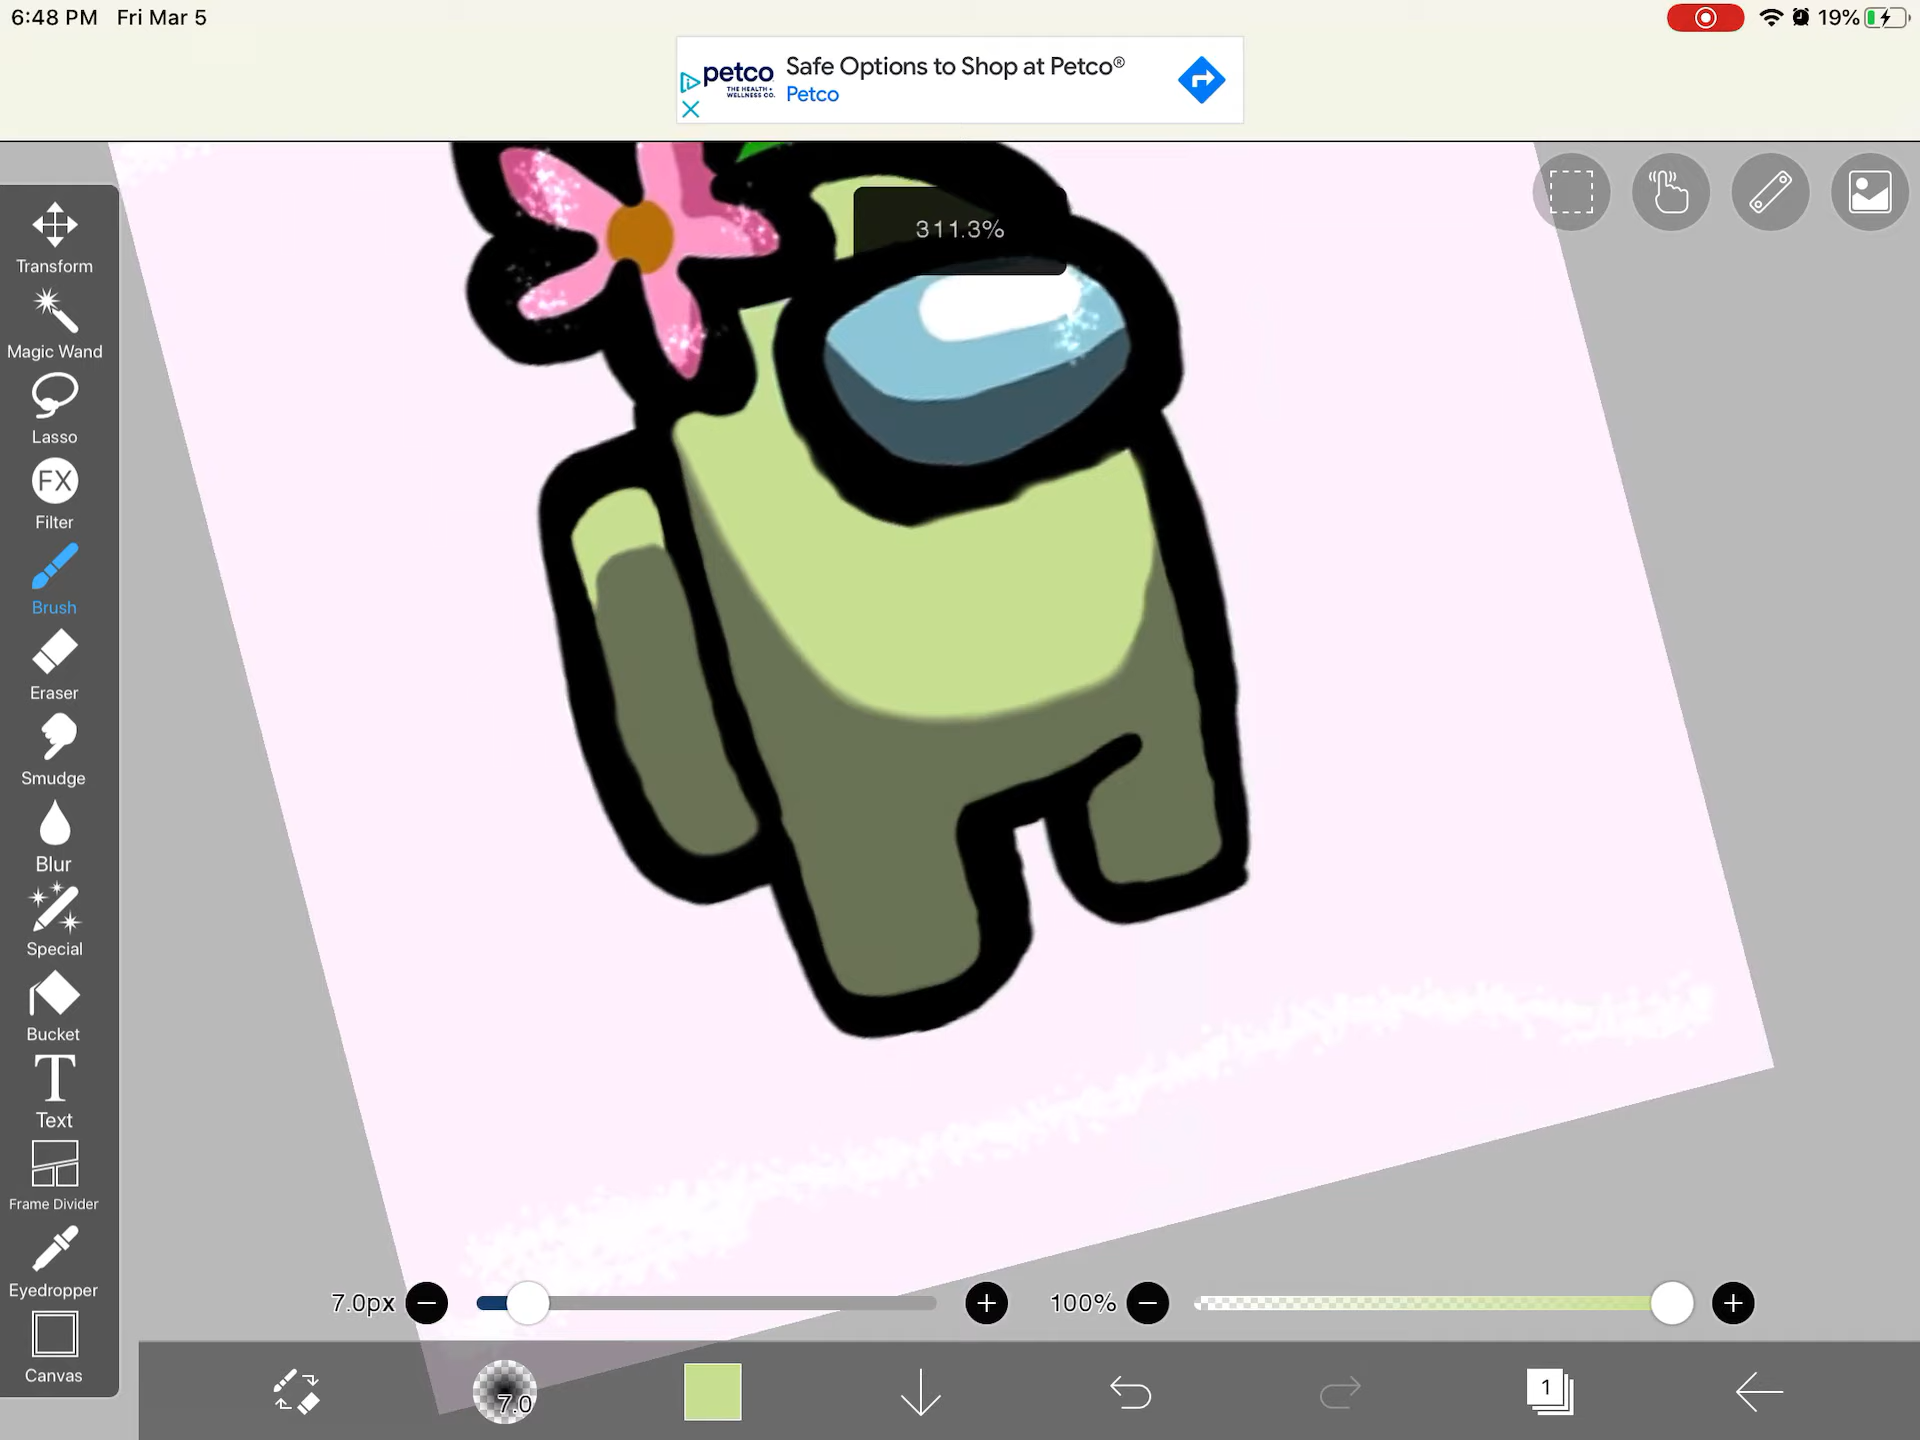 6:48 PM Fri Mar 5
19%
petco
THE HEALTH +
WELLNESS CO.
Safe Options to Shop at Petco®
Petco
311.3%
Transform
Magic Wand
Lasso
FX
Filter
Brush
Eraser
Smudge
Blur
Special
Bucket
T
Text
Frame Divider
Eyedropper
Canvas
7.0px
100%
7.0
1